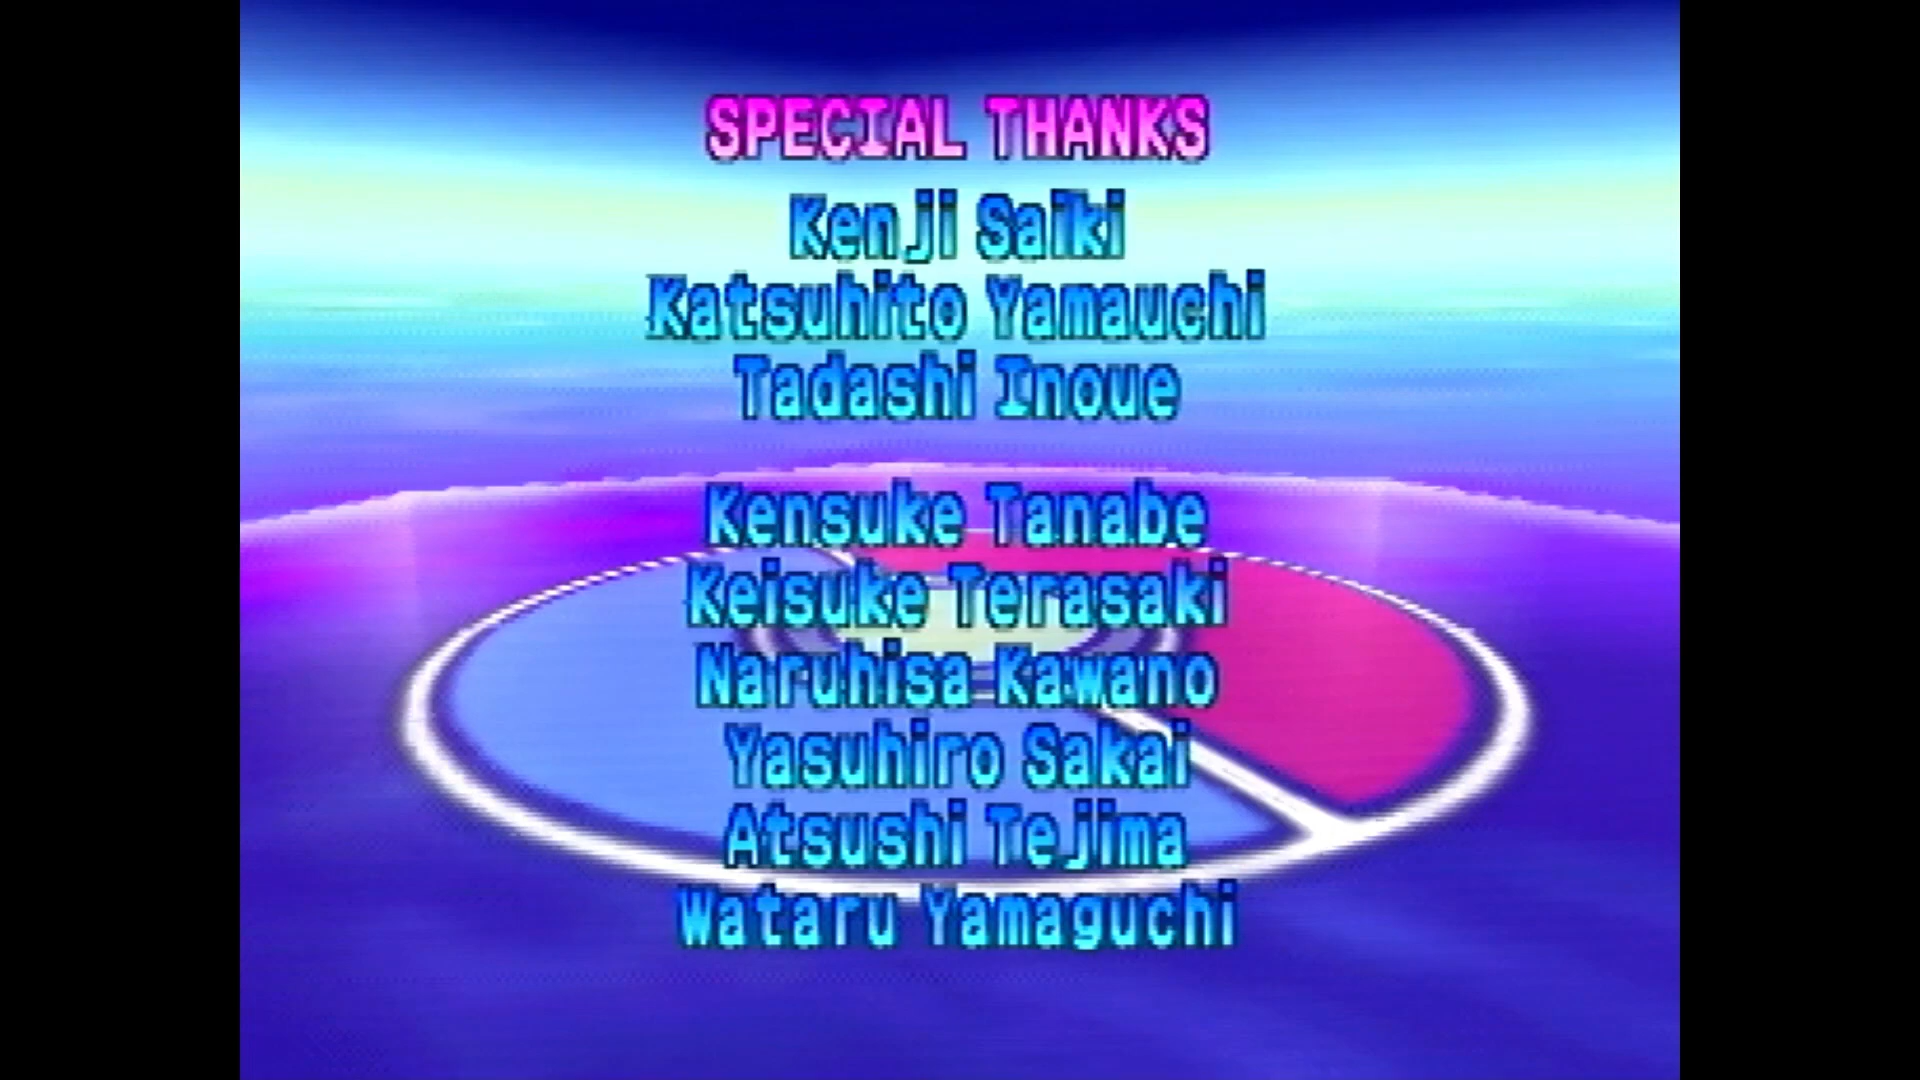 SPECIAL THANKS
Kenji Saiki
Katsuhito Yamauchi
Tadashi Inoue
Kensuke Tanabe
Keisuke Terasaki
Naruhisa Kawano
Yasuhiro Sakai
Atsushi Tejima
Wataru Yamaguchi